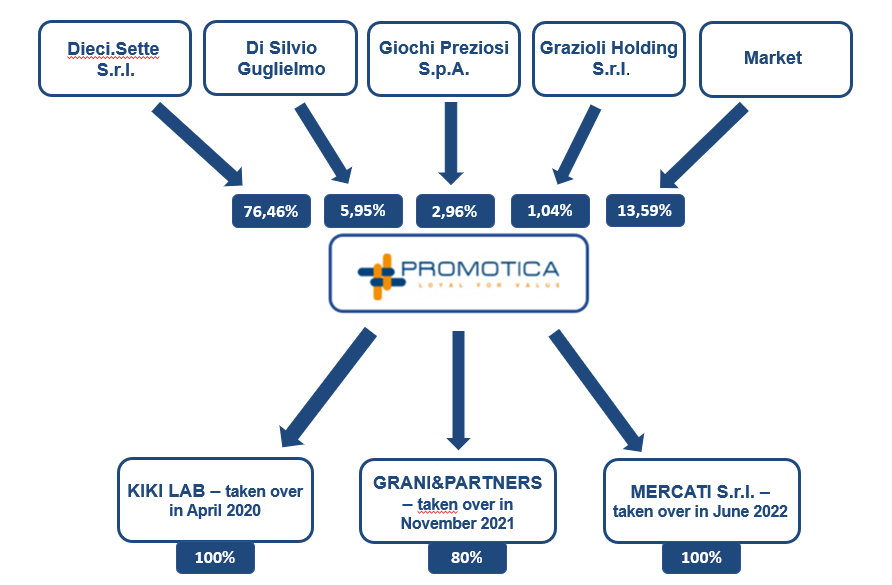 Dieci.Sette
S.r.l.
Di Silvio
Guglielmo
Giochi Preziosi
S.p.A.
Grazioli Holding
S.r.l.
Market
76,46%
5,95%
2,96%
1,04%
13,59%
PROMOTICA
LOYAL FOR VALUE
KIKI LAB – taken over
in April 2020
100%
GRANI&PARTNERS
– taken over in
November 2021
80%
MERCATI S.r.l. –
taken over in June 2022
100%